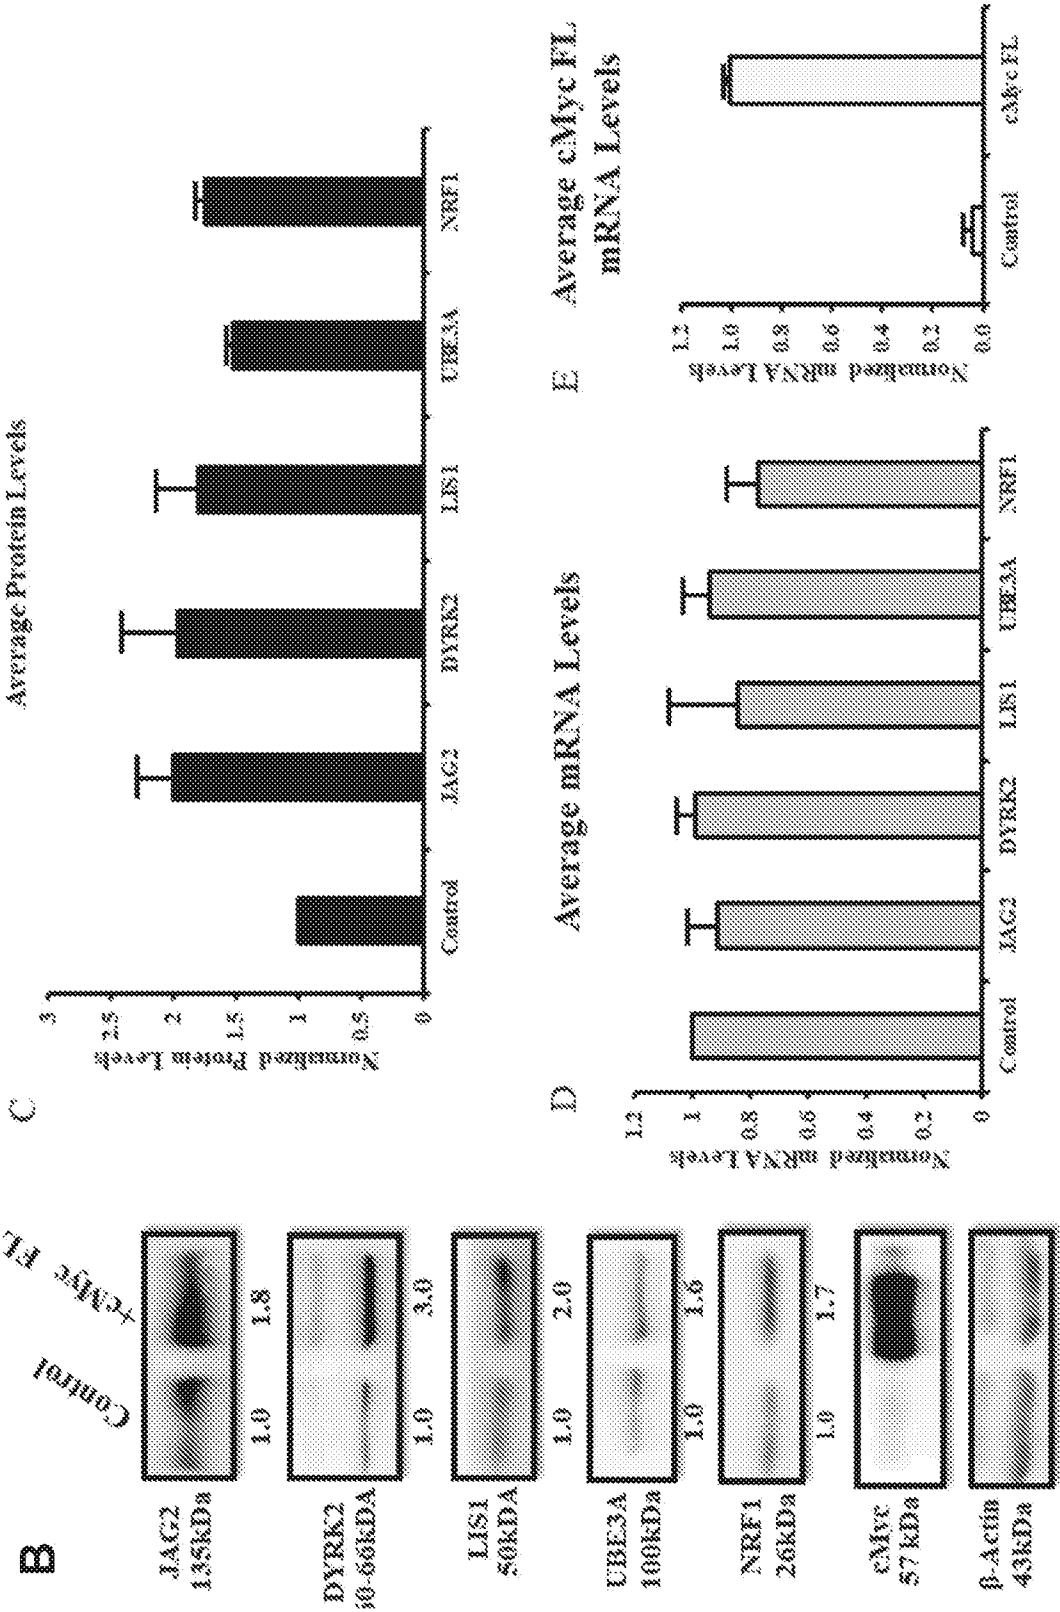 B
Control
+cMyc FL
JAG2
135kDa
1.0
1.8
DYRK2
60-66kDA
1.0
3.0
LIS1
50kDA
1.0
2.0
UBE3A
100kDa
1.0
1.6
NRF1
26kDa
1.0
1.7
cMyc
57kDa
β-Actin
43kDa
C
Average Protein Levels
Normalized Protein Levels
3
2.5
2
1.5
1
0.5
0
Control
JAG2
DYRK2
LIS1
UBE3A
NRF1
D
Average mRNA Levels
Normalized mRNA Levels
1.2
1
0.8
0.6
0.4
0.2
0
Control
JAG2
DYRK2
LIS1
UBE3A
NRF1
E
Average cMyc FL
mRNA Levels
Normalized mRNA Levels
1.2
1.0
0.8
0.6
0.4
0.2
0.0
Control
cMyc FL